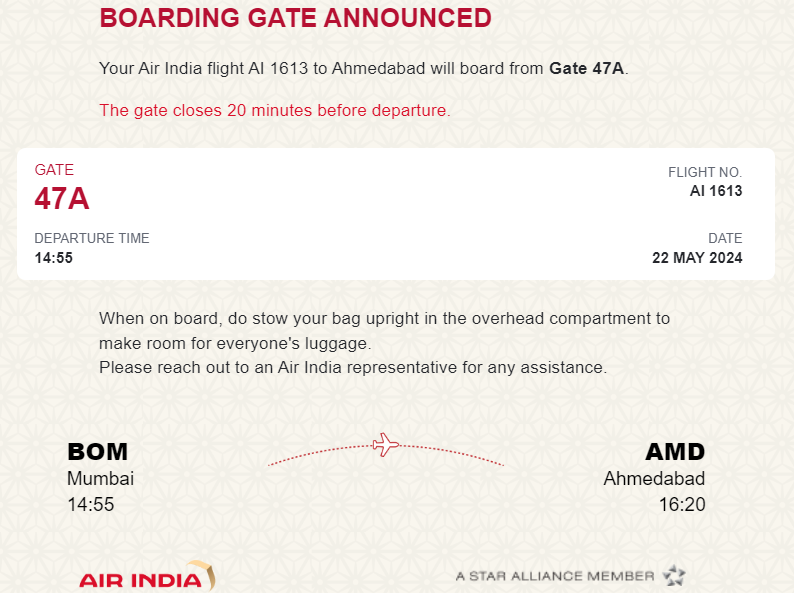 BOARDING GATE ANNOUNCED
Your Air India flight AI 1613 to Ahmedabad will board from Gate 47A.
The gate closes 20 minutes before departure.
GATE
47A
FLIGHT NO.
AI 1613
DEPARTURE TIME
14:55
DATE
22 MAY 2024
When on board, do stow your bag upright in the overhead compartment to
make room for everyone's luggage.
Please reach out to an Air India representative for any assistance.
BOM
Mumbai
14:55
AMD
Ahmedabad
16:20
AIR INDIA
A STAR ALLIANCE MEMBER